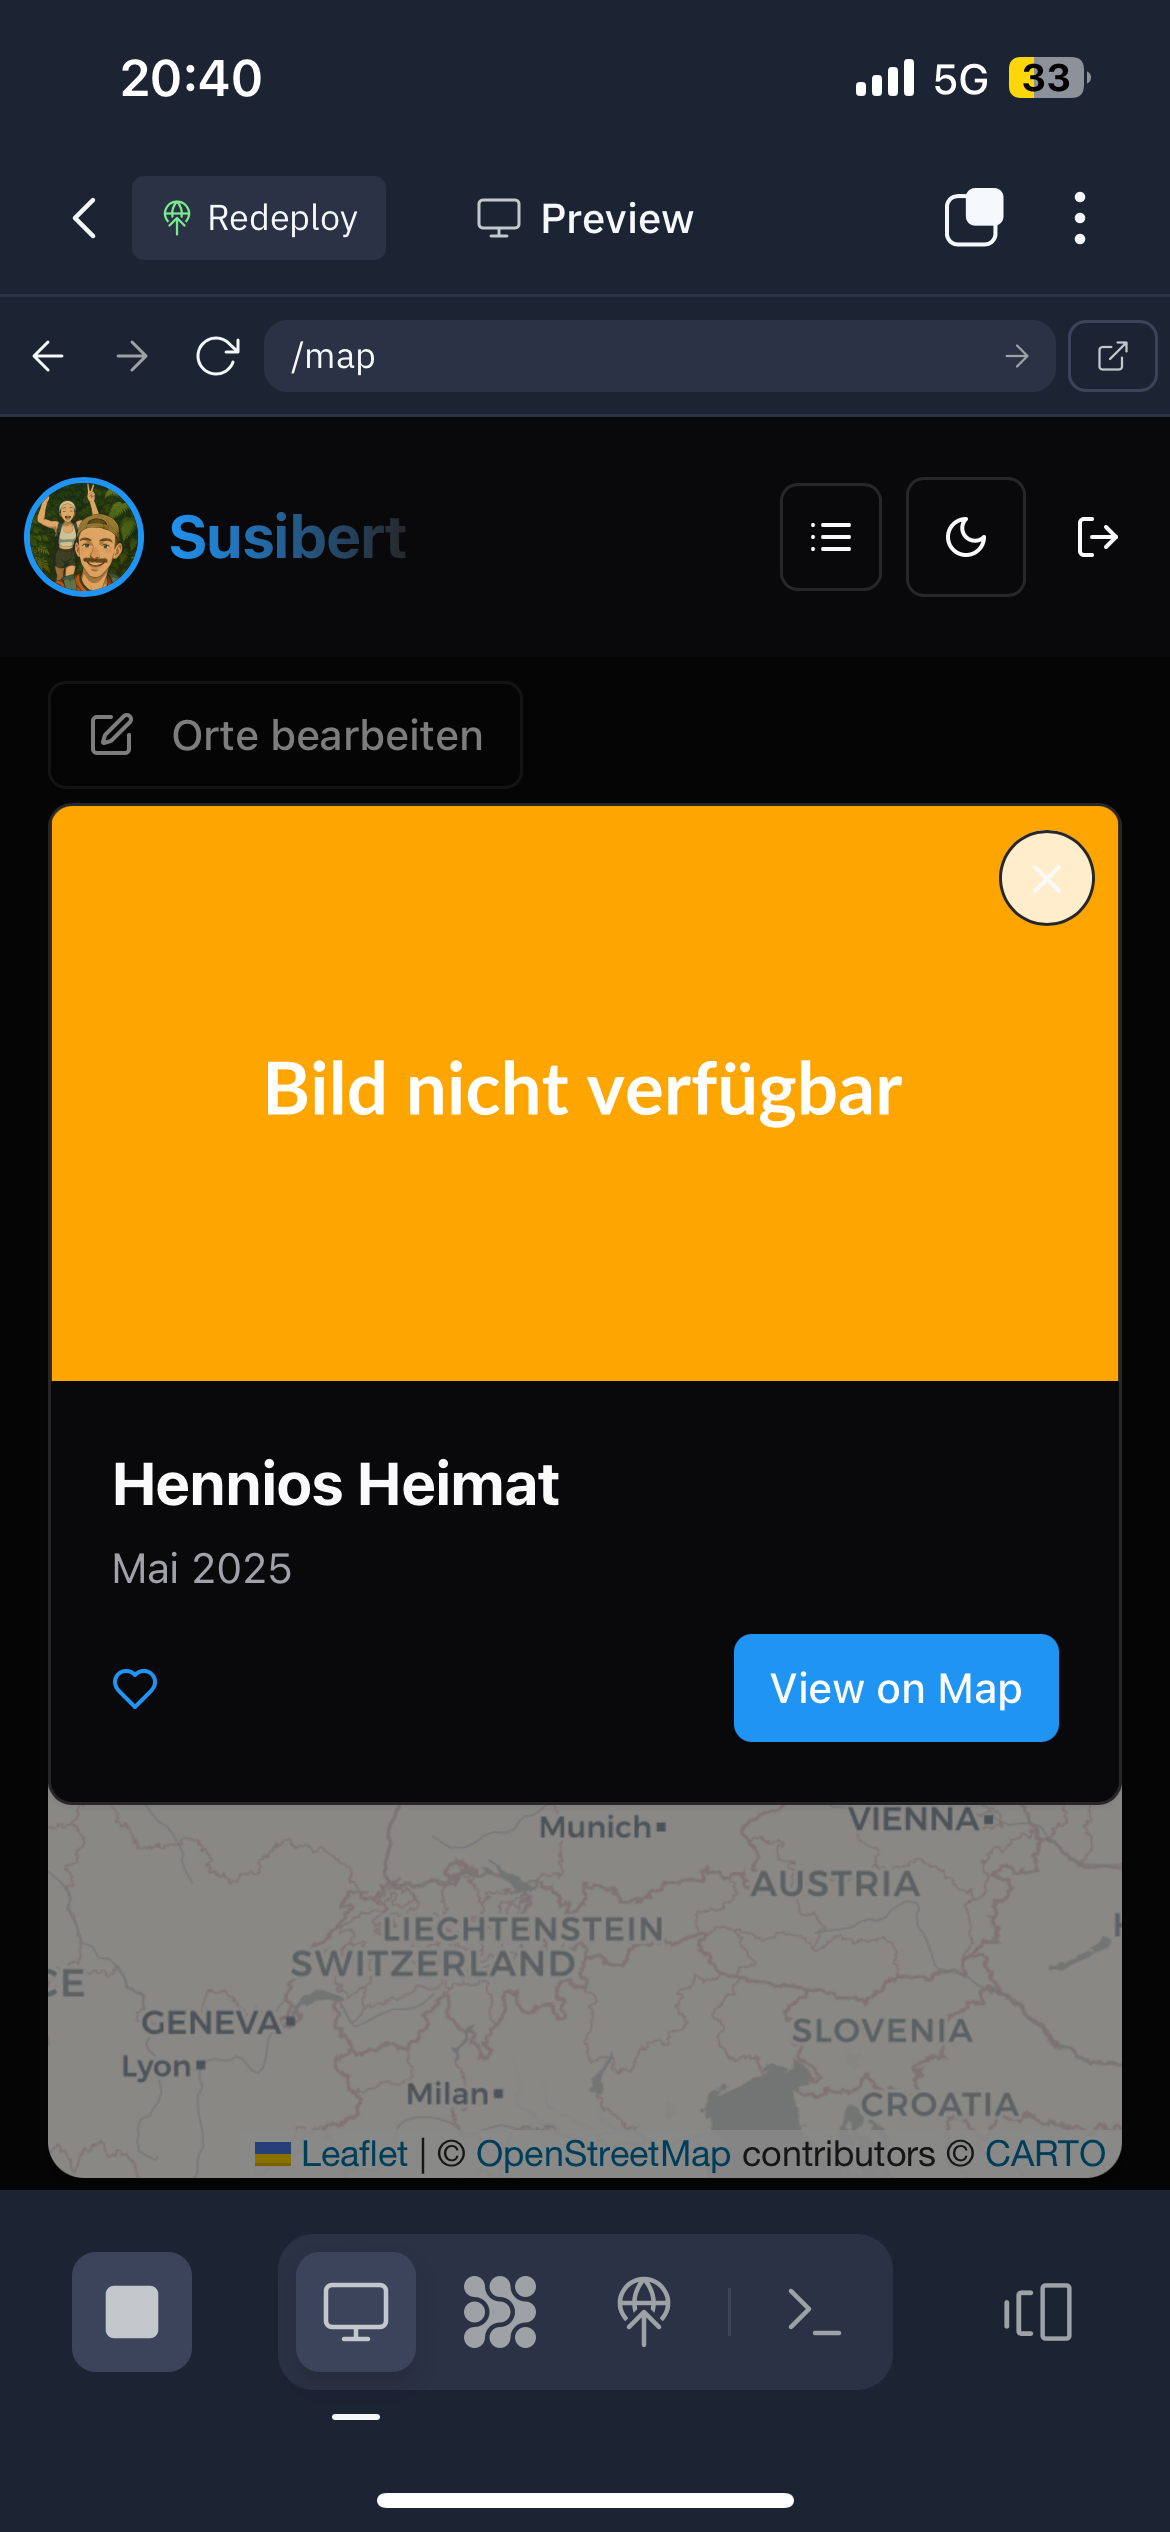 20:40
5G 33
Redeploy
Preview
/map
Susibert
Orte bearbeiten
Bild nicht verfügbar
Hennios Heimat
Mai 2025
View on Map
Munich
VIENNA
AUSTRIA
LIECHTENSTEIN
SWITZERLAND
CE
GENEVA
SLOVENIA
Lyon
Milan
CROATIA
Leaflet | © OpenStreetMap contributors © CARTO